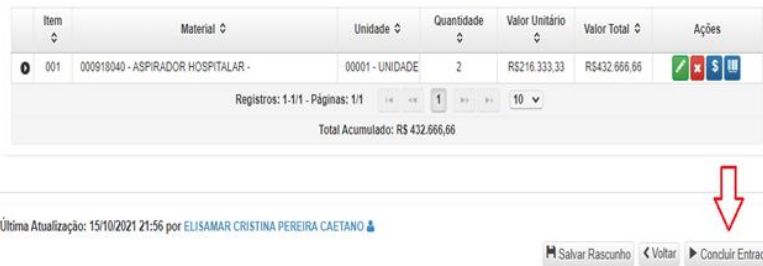 Item Material Unidade Quantidade Valor Unitário Valor Total Ações
001 000918040 - ASPIRADOR HOSPITALAR - 00001 - UNIDADE 2 R$216.333,33 R$432.666,66
Registros: 1-1/1 - Páginas: 1/1 1 10
Total Acumulado: R$ 432.666,66
Última Atualização: 15/10/2021 21:56 por ELISAMAR CRISTINA PEREIRA CAETANO
Salvar Rascunho Voltar Concluir Entrad